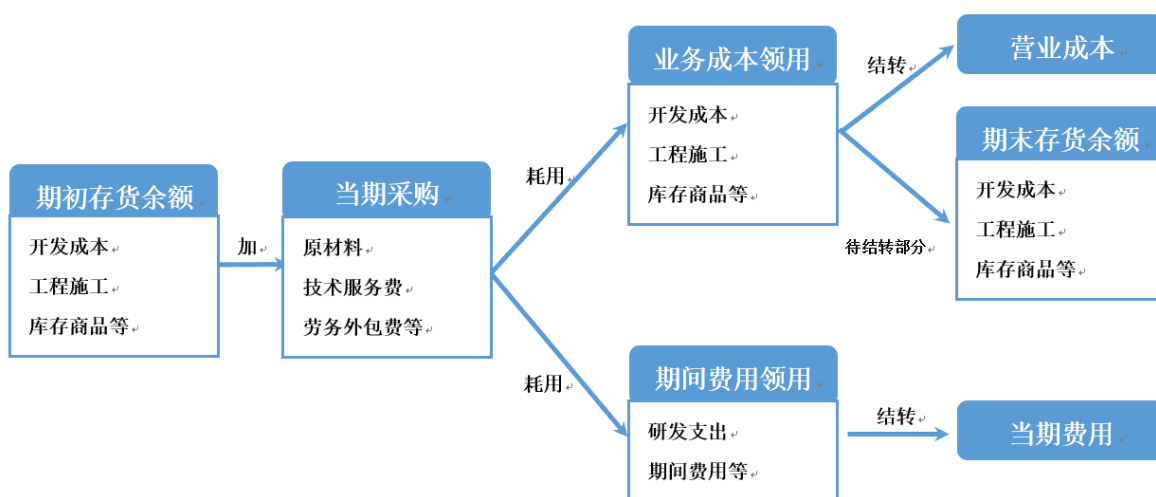 期初存货余额
开发成本
工程施工
库存商品等
加
当期采购
原材料
技术服务费
劳务外包费等
耗用
耗用
业务成本领用
开发成本
工程施工
库存商品等
期间费用领用
研发支出
期间费用等
结转
待结转部分
结转
营业成本
期末存货余额
开发成本
工程施工
库存商品等
当期费用